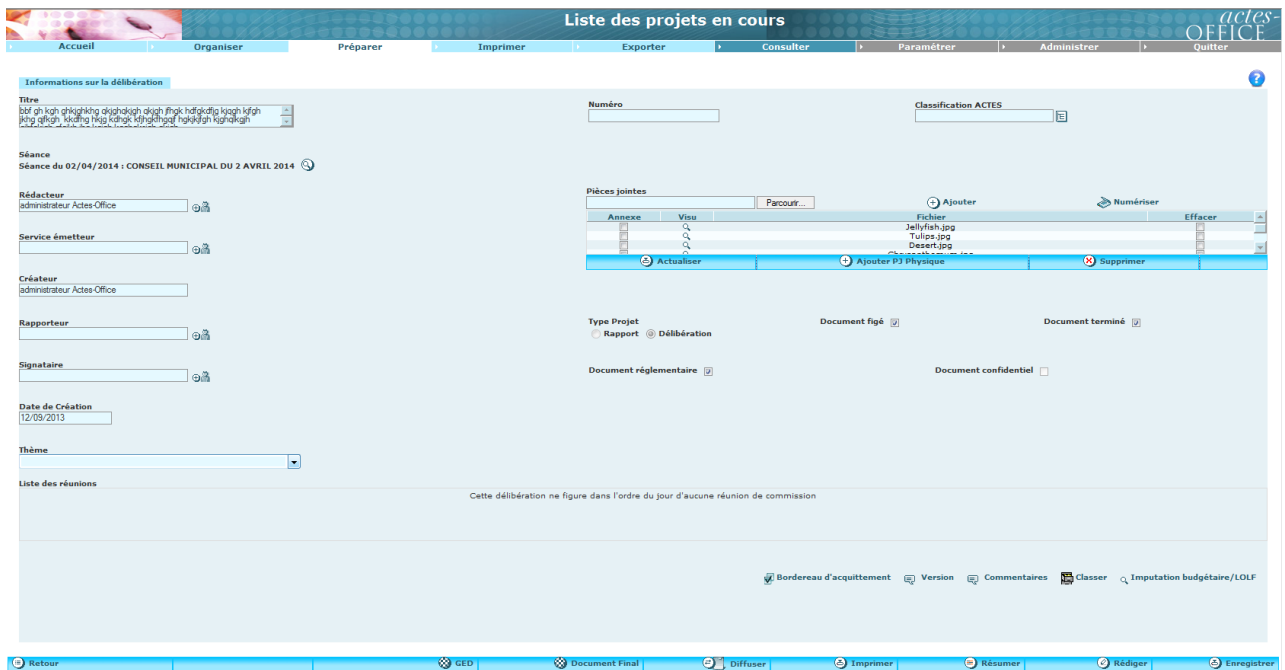 Liste des projets en cours
actes-
OFFICE
Accueil Organiser Préparer Imprimer Exporter Consulter Paramétrer Administrer Quitter
Informations sur la délibération
Titre
bbf gh kgh
Numéro
Classification ACTES
Séance
Séance du 02/04/2014 : CONSEIL MUNICIPAL DU 2 AVRIL 2014
Rédacteur
administrateur Actes-Office
Service émetteur
Créateur
administrateur Actes-Office
Rapporteur
Signataire
Date de Création
12/09/2013
Thème
Pièces jointes
Parcourir... Ajouter Numériser
Annexe Visu Fichier Effacer
Jellyfish.jpg
Tulips.jpg
Desert.jpg
Actualiser Ajouter PJ Physique Supprimer
Type Projet
Rapport Délibération
Document figé Document terminé
Document réglementaire Document confidentiel
Liste des réunions
Cette délibération ne figure dans l'ordre du jour d'aucune réunion de commission
Bordereau d'acquittement Version Commentaires Classer Imputation budgétaire/LOLF
Retour GED Document Final Diffuser Imprimer Résumer Rédiger Enregistrer